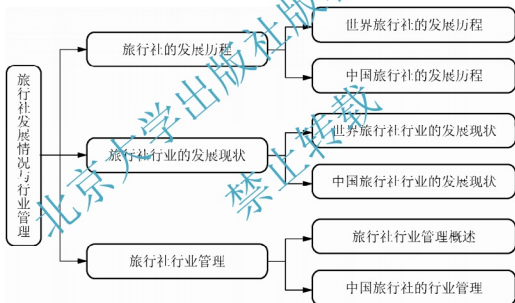 旅行社发展情况与行业管理
旅行社的发展历程
世界旅行社的发展历程
中国旅行社的发展历程
旅行社行业的发展现状
世界旅行社行业的发展现状
中国旅行社行业的发展现状
旅行社行业管理
旅行社行业管理概述
中国旅行社的行业管理
北京大学出版社版
禁止转载